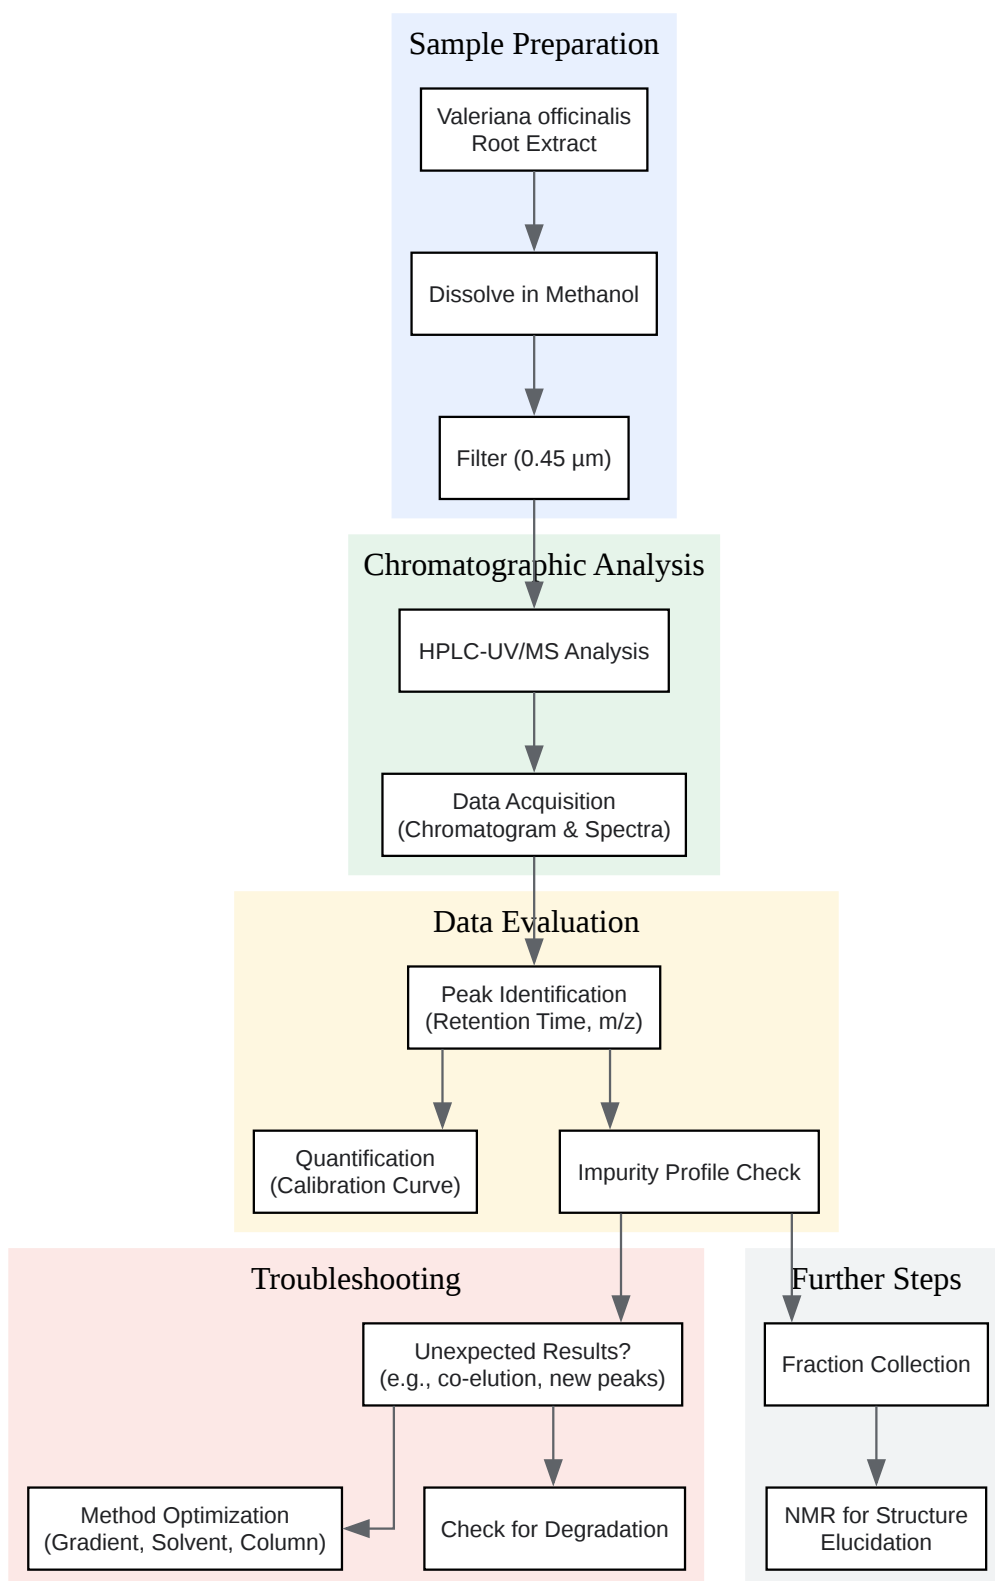 Sample Preparation
Valeriana officinalis
Root Extract
Dissolve in Methanol
Filter (0.45 µm)
Chromatographic Analysis
HPLC-UV/MS Analysis
Data Acquisition
(Chromatogram & Spectra)
Data Evaluation
Peak Identification
(Retention Time, m/z)
Quantification
(Calibration Curve)
Impurity Profile Check
Troubleshooting
Further Steps
Unexpected Results?
(e.g., co-elution, new peaks)
Fraction Collection
Method Optimization
(Gradient, Solvent, Column)
Check for Degradation
NMR for Structure
Elucidation